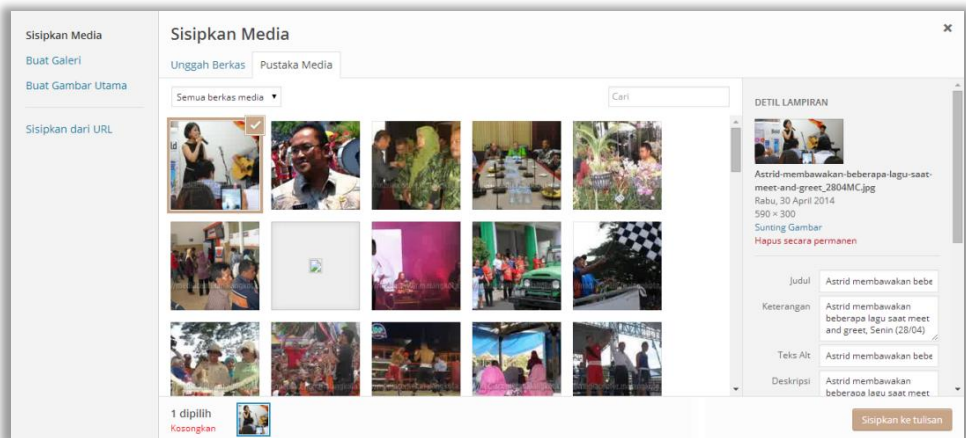 Sisipkan Media
Buat Galeri
Buat Gambar Utama
Sisipkan dari URL
Sisipkan Media
Unggah Berkas
Pustaka Media
Semua berkas media
Cari
DETIL LAMPIRAN
Astrid-membawakan-beberapa-lagu-saat-
meet-and-greet_2804MC.jpg
Rabu, 30 April 2014
590 × 300
Sunting Gambar
Hapus secara permanen
Judul
Astrid membawakan bebe
Keterangan
Astrid membawakan
beberapa lagu saat meet
and greet, Senin (28/04)
Teks Alt
Astrid membawakan bebe
Deskripsi
Astrid membawakan
beberapa lagu saat meet
1 dipilih
Kosongkan
Sisipkan ke tulisan